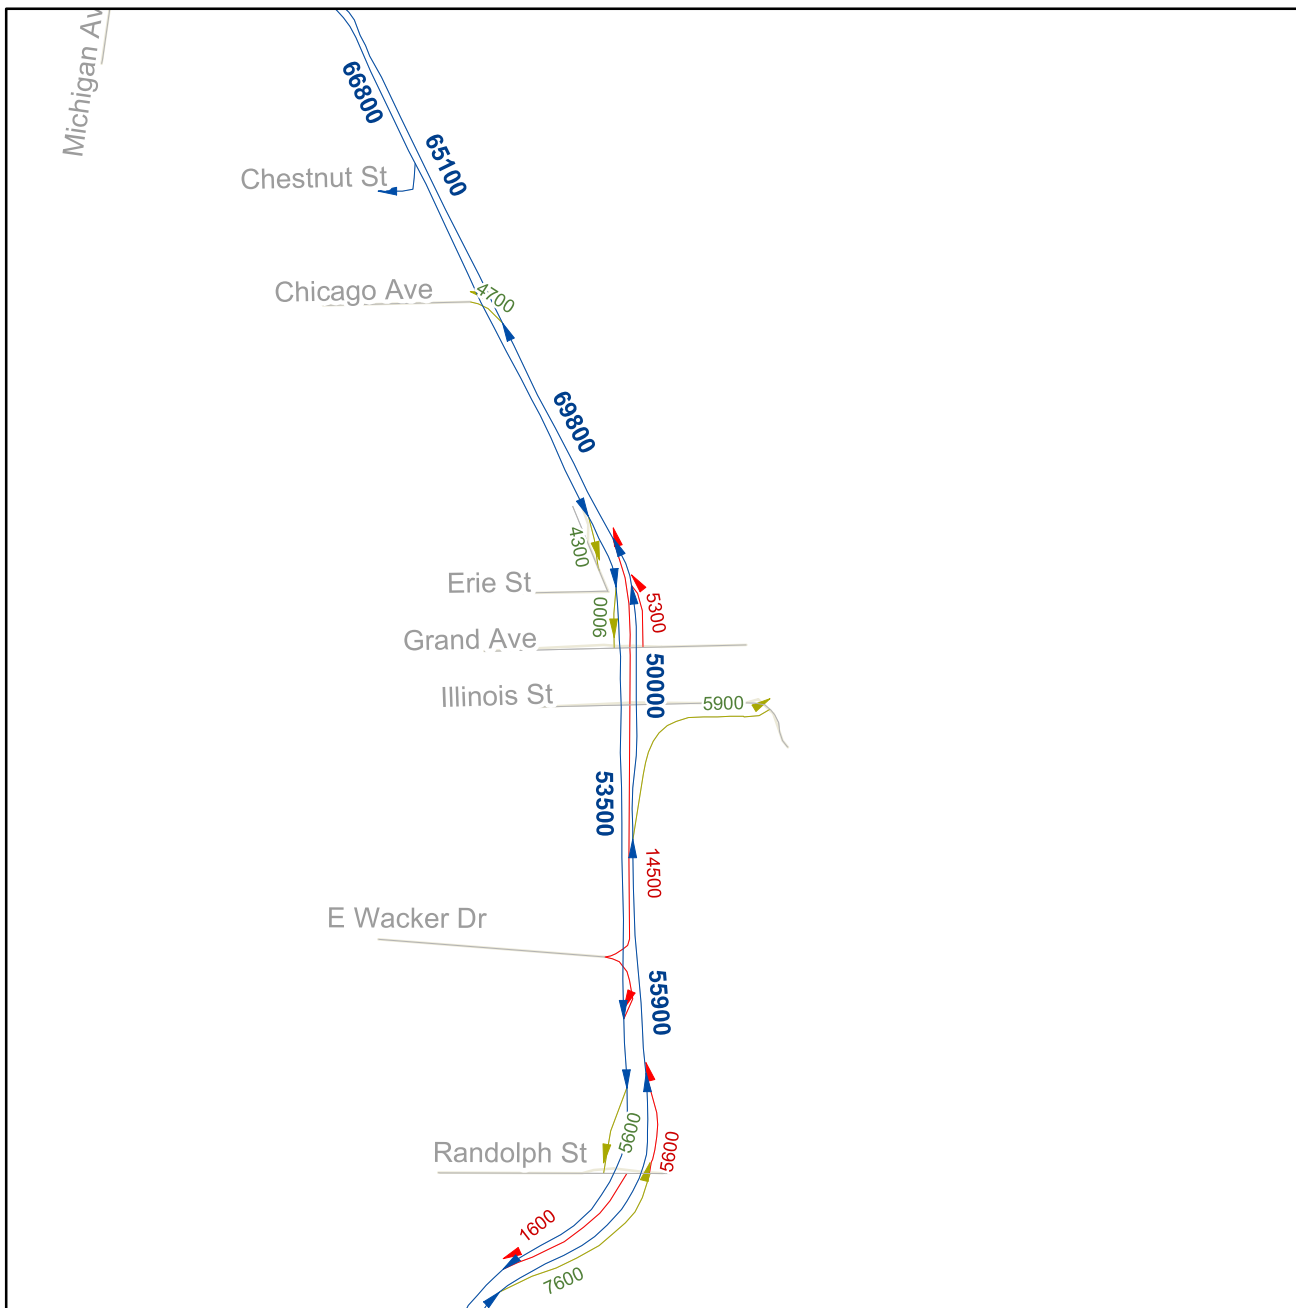 Michigan Av
66800
65100
Chestnut St
Chicago Ave
4700
69800
4300
Erie St
9000
5300
Grand Ave
50000
Illinois St
5900
53500
14500
E Wacker Dr
55900
5600
Randolph St
5600
1600
7600